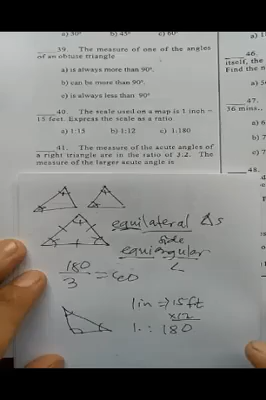 a) 30° b) 45° c) 60°
39. The measure of one of the angles
of an obtuse triangle
a) is always more than 90°.
b) can be more than 90°.
c) is always less than 90°
40. The scale used on a map is 1 inch =
15 feet. Express the scale as a ratio
a) 1:15 b) 1:12 c) 1:180
41. The measure of the acute angles of
a right triangle are in the ratio of 3:2. The
measure of the larger acute angle is
a) 1
46.
itself, the
Find the n
a) 5
47.
36 mins.,
a) 6
b) 7
c) 7
48.
equilateral Δs
side
equiangular
∠
180
3 = 60
1in => 15ft
x12
1 : 180